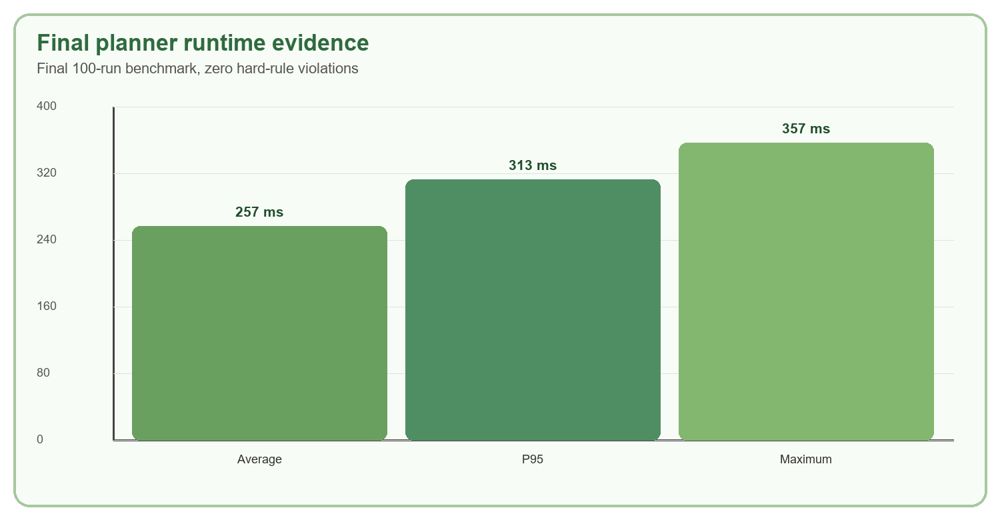 Final planner runtime evidence
Final 100-run benchmark, zero hard-rule violations
400
357 ms
320
313 ms
257 ms
240
160
80
0
Average P95 Maximum